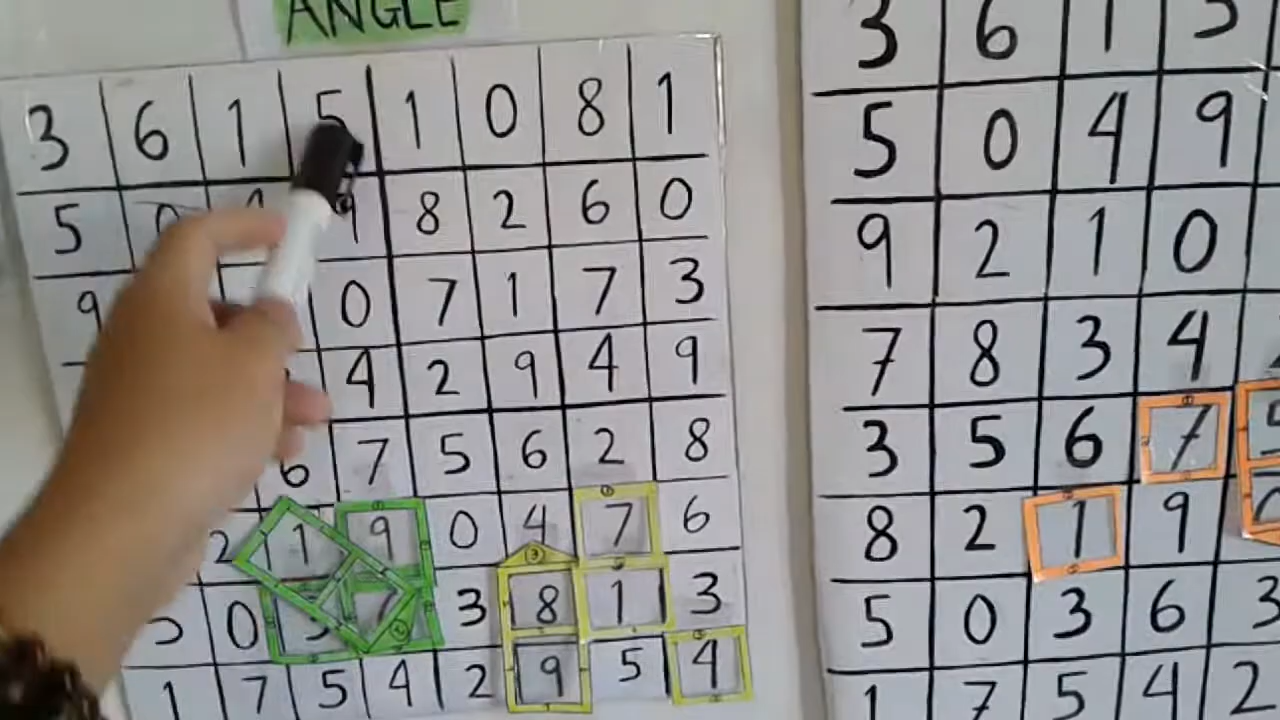 ANGLE
3 6 1 5 1 0 8 1
5 0 9 8 2 6 0
9 0 7 1 7 3
4 2 9 4 9
6 7 5 6 2 8
2 1 9 0 4 7 6
0 3 8 1 3
1 7 5 4 2 9 5 4
3 6 1 5
5 0 4 9
9 2 1 0
7 8 3 4
3 5 6 7
8 2 1 9
5 0 3 6 3
1 7 5 4 2